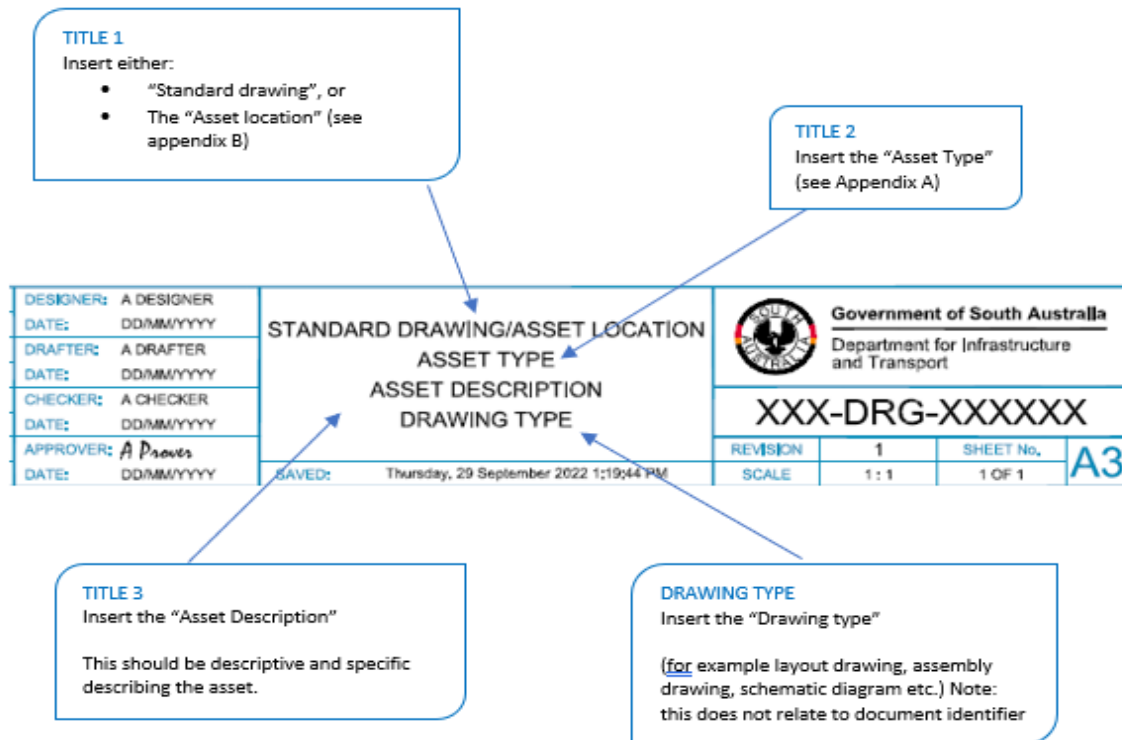 TITLE 1
Insert either:
• "Standard drawing", or
• The "Asset location" (see
appendix B)
TITLE 2
Insert the "Asset Type"
(see Appendix A)
DESIGNER: A DESIGNER
DATE: DD/MM/YYYY
DRAFTER: A DRAFTER
DATE: DD/MM/YYYY
CHECKER: A CHECKER
DATE: DD/MM/YYYY
APPROVER: A Prover
DATE: DD/MM/YYYY
STANDARD DRAWING/ASSET LOCATION
ASSET TYPE
ASSET DESCRIPTION
DRAWING TYPE
SAVED: Thursday, 29 September 2022 1:19:44 PM
SOUTH
AUSTRALIA
Government of South Australia
Department for Infrastructure
and Transport
XXX-DRG-XXXXXX
REVISION 1 SHEET No.
SCALE 1 : 1 1 OF 1
A3
TITLE 3
Insert the "Asset Description"
This should be descriptive and specific
describing the asset.
DRAWING TYPE
Insert the "Drawing type"
(for example layout drawing, assembly
drawing, schematic diagram etc.) Note:
this does not relate to document identifier